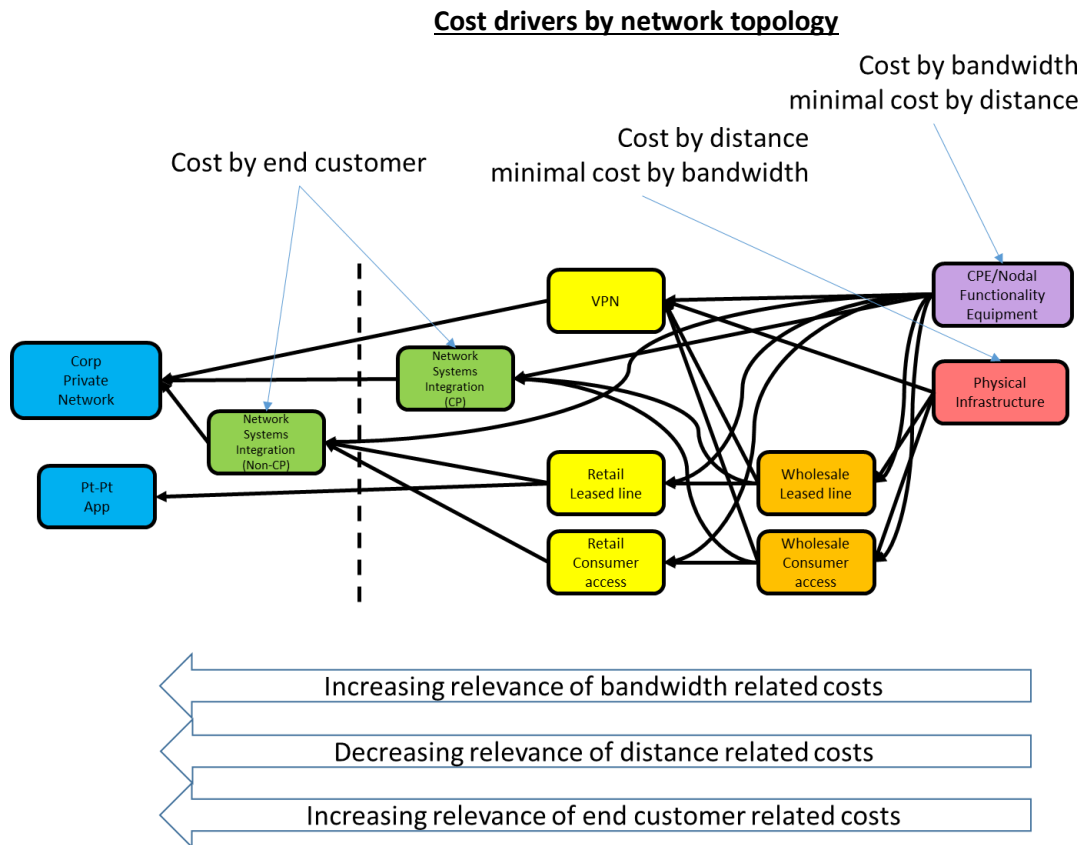 Cost drivers by network topology
Cost by bandwidth
minimal cost by distance
Cost by distance
minimal cost by bandwidth
Cost by end customer
CPE/Nodal
Functionality
Equipment
VPN
Corp
Private
Network
Network
Systems
Integration
(CP)
Physical
Infrastructure
Network
Systems
Integration
(Non-CP)
Pt-Pt
App
Retail
Leased line
Wholesale
Leased line
Retail
Consumer
access
Wholesale
Consumer
access
Increasing relevance of bandwidth related costs
Decreasing relevance of distance related costs
Increasing relevance of end customer related costs